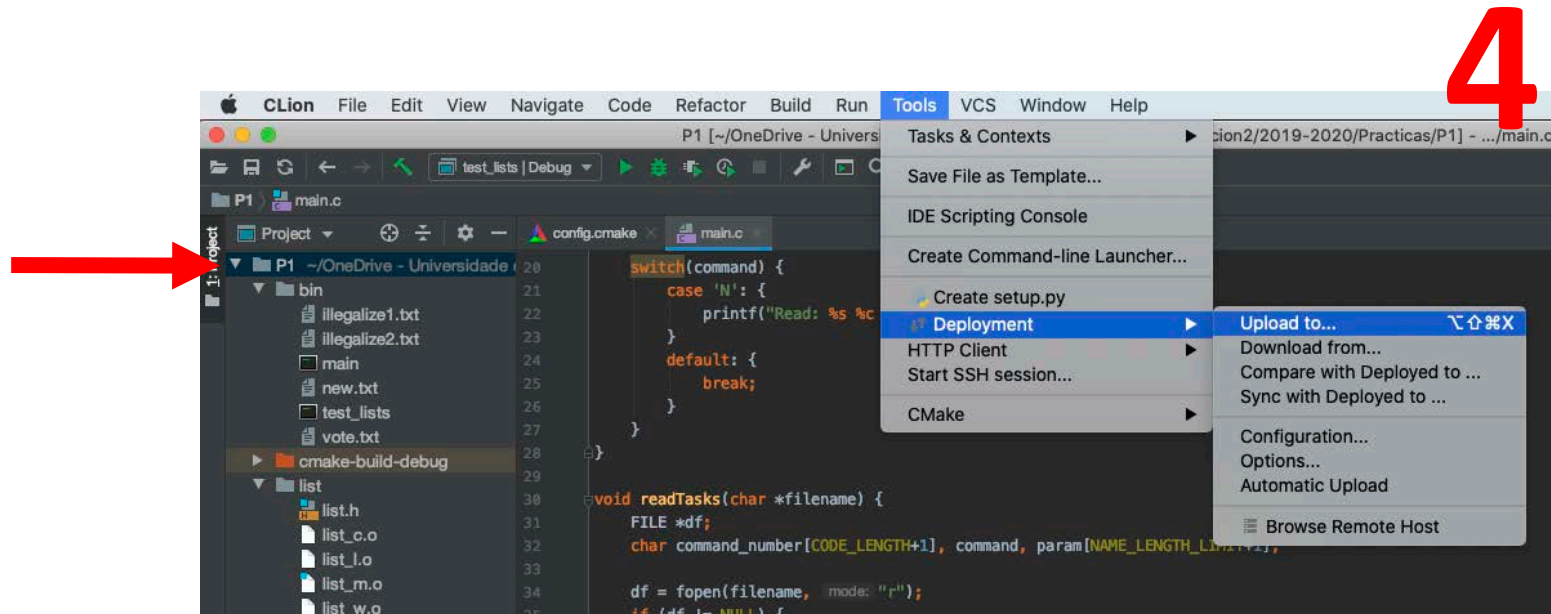 4
CLion File Edit View Navigate Code Refactor Build Run Tools VCS Window Help
P1 [~/OneDrive - Universi
cion2/2019-2020/Practicas/P1] - .../main.c
test_lists | Debug
P1 main.c
1: Project
Project
config.cmake
main.c
P1 ~/OneDrive - Universidade
bin
illegalize1.txt
illegalize2.txt
main
new.txt
test_lists
vote.txt
cmake-build-debug
list
list.h
list_c.o
list_l.o
list_m.o
list_w.o
20 switch(command) {
21 case 'N': {
22 printf("Read: %s %c
23 }
24 default: {
25 break;
26 }
27 }
28 }
29
30 void readTasks(char *filename) {
31 FILE *df;
32 char command_number[CODE_LENGTH+1], command, param[NAME_LENGTH_LIMIT+1];
33
34 df = fopen(filename, mode: "r");
35 if (df != NULL) {
Tasks & Contexts
Save File as Template...
IDE Scripting Console
Create Command-line Launcher...
Create setup.py
Deployment
HTTP Client
Start SSH session...
CMake
Upload to... ⌥⇧⌘X
Download from...
Compare with Deployed to ...
Sync with Deployed to ...
Configuration...
Options...
Automatic Upload
Browse Remote Host